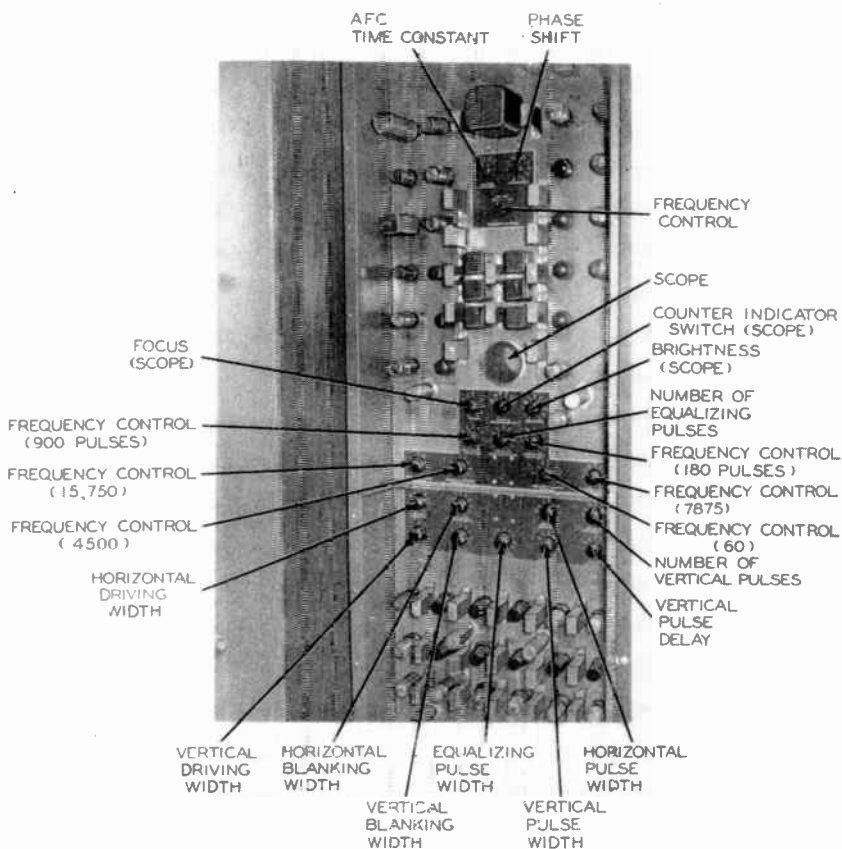 AFC
TIME CONSTANT
PHASE
SHIFT
FREQUENCY
CONTROL
SCOPE
COUNTER INDICATOR
SWITCH (SCOPE)
BRIGHTNESS
(SCOPE)
NUMBER OF
EQUALIZING
PULSES
FREQUENCY CONTROL
(180 PULSES)
FREQUENCY CONTROL
(7875)
FREQUENCY CONTROL
(60)
NUMBER OF
VERTICAL PULSES
VERTICAL
PULSE
DELAY
FOCUS
(SCOPE)
FREQUENCY CONTROL
(900 PULSES)
FREQUENCY CONTROL
(15,750)
FREQUENCY CONTROL
(4500)
HORIZONTAL
DRIVING
WIDTH
VERTICAL
DRIVING
WIDTH
HORIZONTAL
BLANKING
WIDTH
EQUALIZING
PULSE WIDTH
HORIZONTAL
PULSE WIDTH
VERTICAL
BLANKING
WIDTH
VERTICAL
PULSE
WIDTH